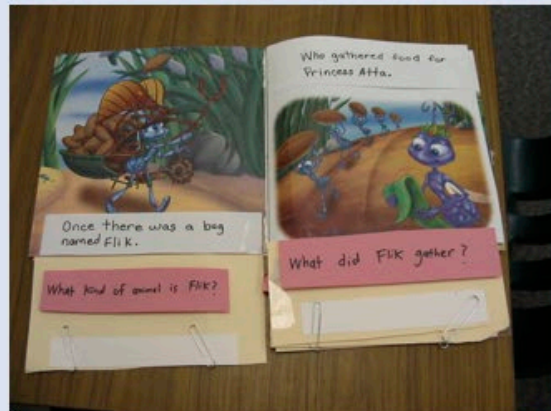 Once there was a bug
named Flik.
What kind of animal is Flik?
Who gathered food for
Princess Atta.
What did Flik gather?